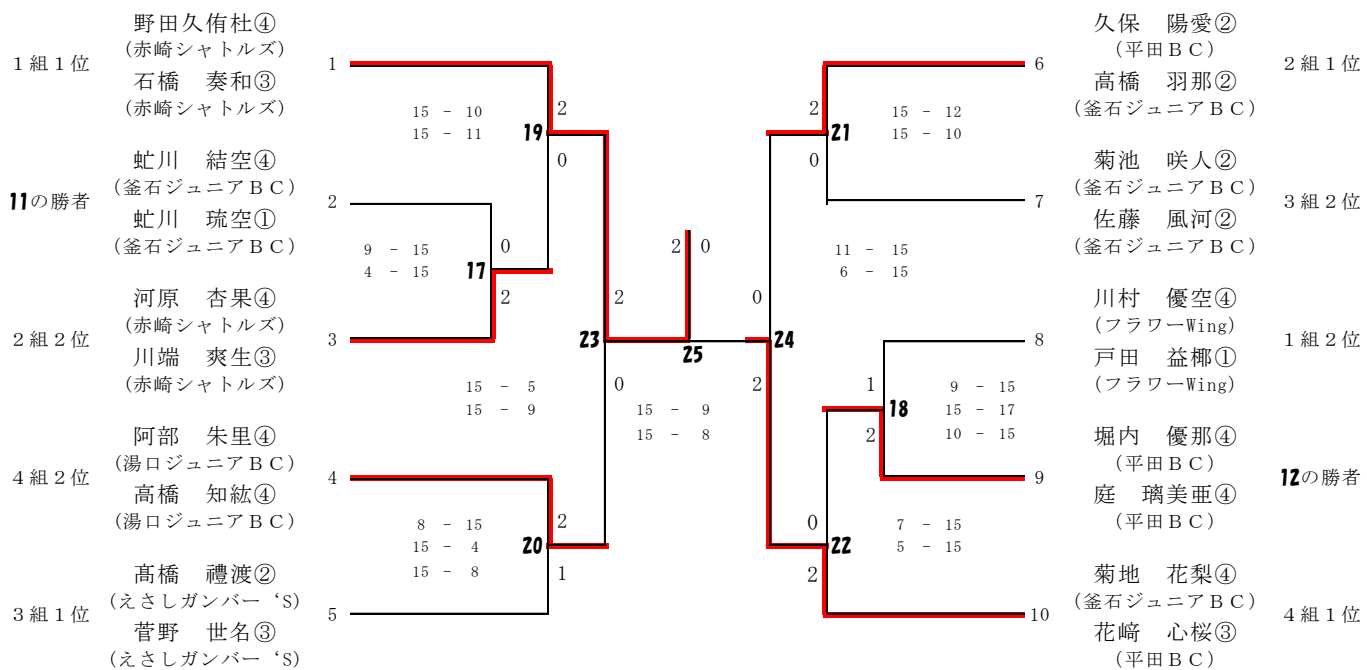 野田久侑杜④
(赤崎シャトルズ)
1組1位
1
石橋　奏和③
(赤崎シャトルズ)
15 - 10
15 - 11
19
2
0
虻川　結空④
(釜石ジュニアＢＣ)
11の勝者
2
虻川　琉空①
(釜石ジュニアＢＣ)
9 - 15
4 - 15
17
0
2
河原　杏果④
(赤崎シャトルズ)
2組2位
3
川端　爽生③
(赤崎シャトルズ)
2
23
0
15 - 5
15 - 9
阿部　朱里④
(湯口ジュニアＢＣ)
4組2位
4
高橋　知紘④
(湯口ジュニアＢＣ)
8 - 15
15 - 4
15 - 8
20
2
1
髙橋　禮渡②
(えさしガンバー‘S)
3組1位
5
菅野　世名③
(えさしガンバー‘S)
2
0
25
15 - 9
15 - 8
久保　陽愛②
(平田ＢＣ)
6
2組1位
高橋　羽那②
(釜石ジュニアＢＣ)
2
21
0
15 - 12
15 - 10
菊池　咲人②
(釜石ジュニアＢＣ)
7
3組2位
佐藤　風河②
(釜石ジュニアＢＣ)
11 - 15
6 - 15
0
24
2
川村　優空④
(フラワーWing)
8
1組2位
戸田　益椰①
(フラワーWing)
1
18
2
9 - 15
15 - 17
10 - 15
堀内　優那④
(平田ＢＣ)
9
12の勝者
庭　璃美亜④
(平田ＢＣ)
0
22
2
7 - 15
5 - 15
菊地　花梨④
(釜石ジュニアＢＣ)
10
4組1位
花﨑　心桜③
(平田ＢＣ)